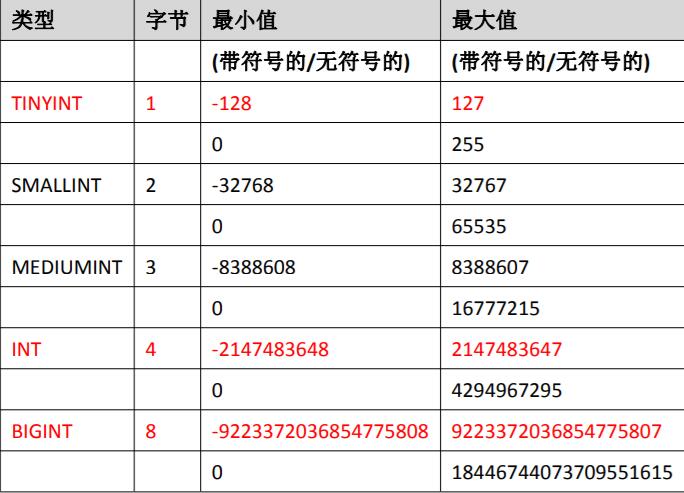 类型 字节 最小值 最大值
(带符号的/无符号的) (带符号的/无符号的)
TINYINT 1 -128 127
0 255
SMALLINT 2 -32768 32767
0 65535
MEDIUMINT 3 -8388608 8388607
0 16777215
INT 4 -2147483648 2147483647
0 4294967295
BIGINT 8 -9223372036854775808 9223372036854775807
0 18446744073709551615